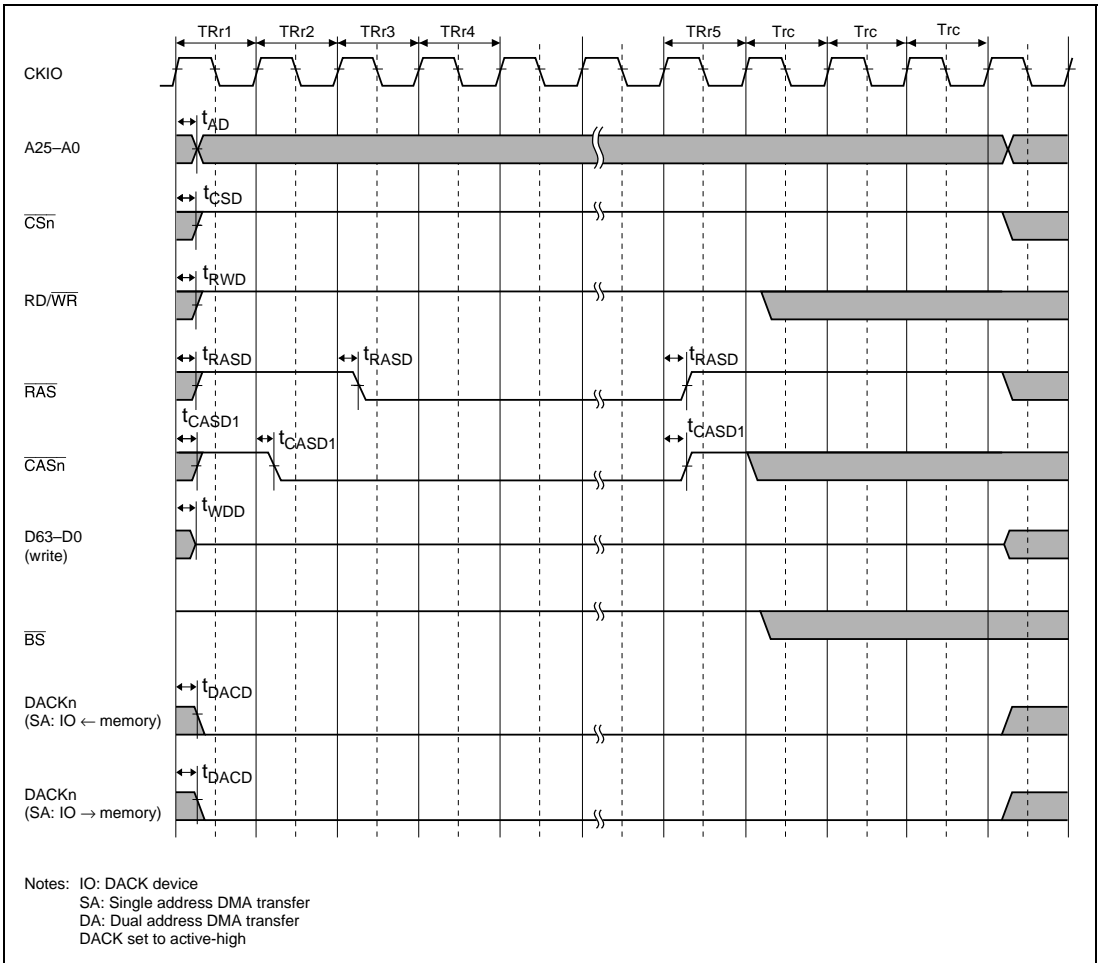 TRr1 TRr2 TRr3 TRr4 TRr5 Trc Trc Trc
CKIO
tAD
A25–A0
tCSD
CSn
tRWD
RD/WR
tRASD tRASD tRASD
RAS
tCASD1 tCASD1 tCASD1
CASn
tWDD
D63–D0
(write)
BS
tDACD
DACKn
(SA: IO ← memory)
tDACD
DACKn
(SA: IO → memory)
Notes: IO: DACK device
SA: Single address DMA transfer
DA: Dual address DMA transfer
DACK set to active-high